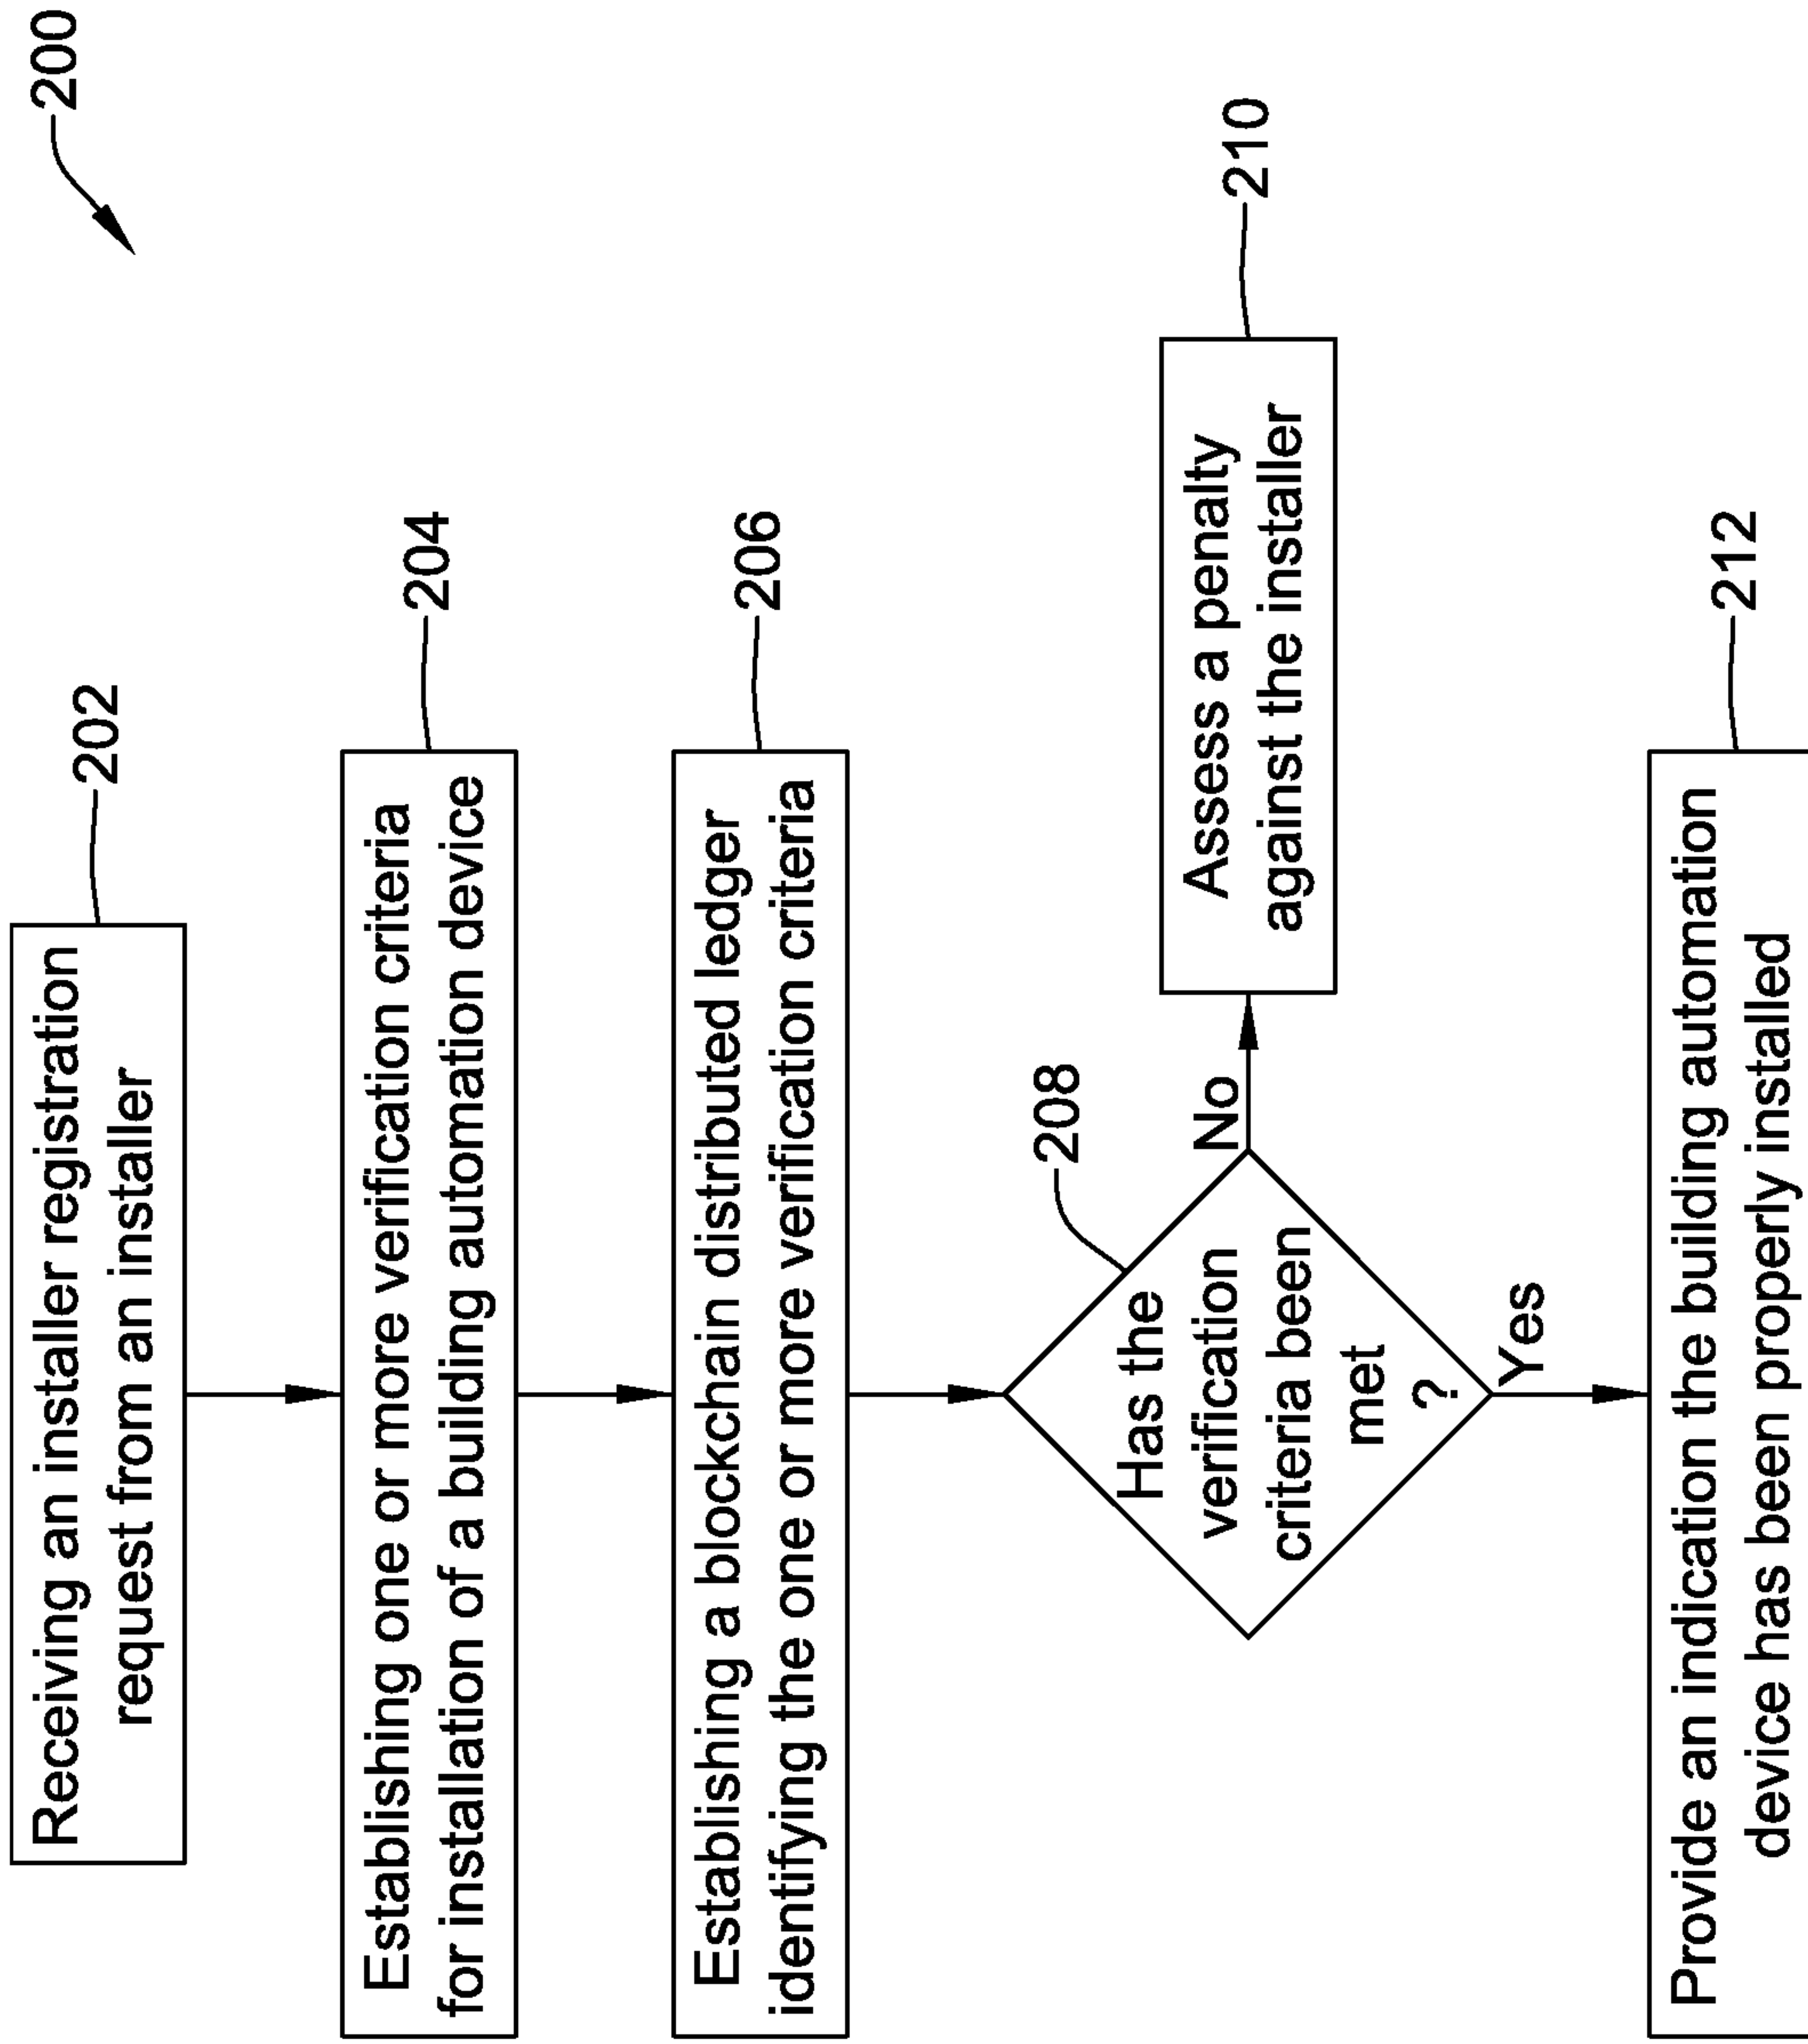 200
202
Receiving an installer registration
request from an installer
204
Establishing one or more verification criteria
for installation of a building automation device
206
Establishing a blockchain distributed ledger
identifying the one or more verification criteria
208
Has the
verification
criteria been
met
?
No
210
Assess a penalty
against the installer
Yes
212
Provide an indication the building automation
device has been properly installed